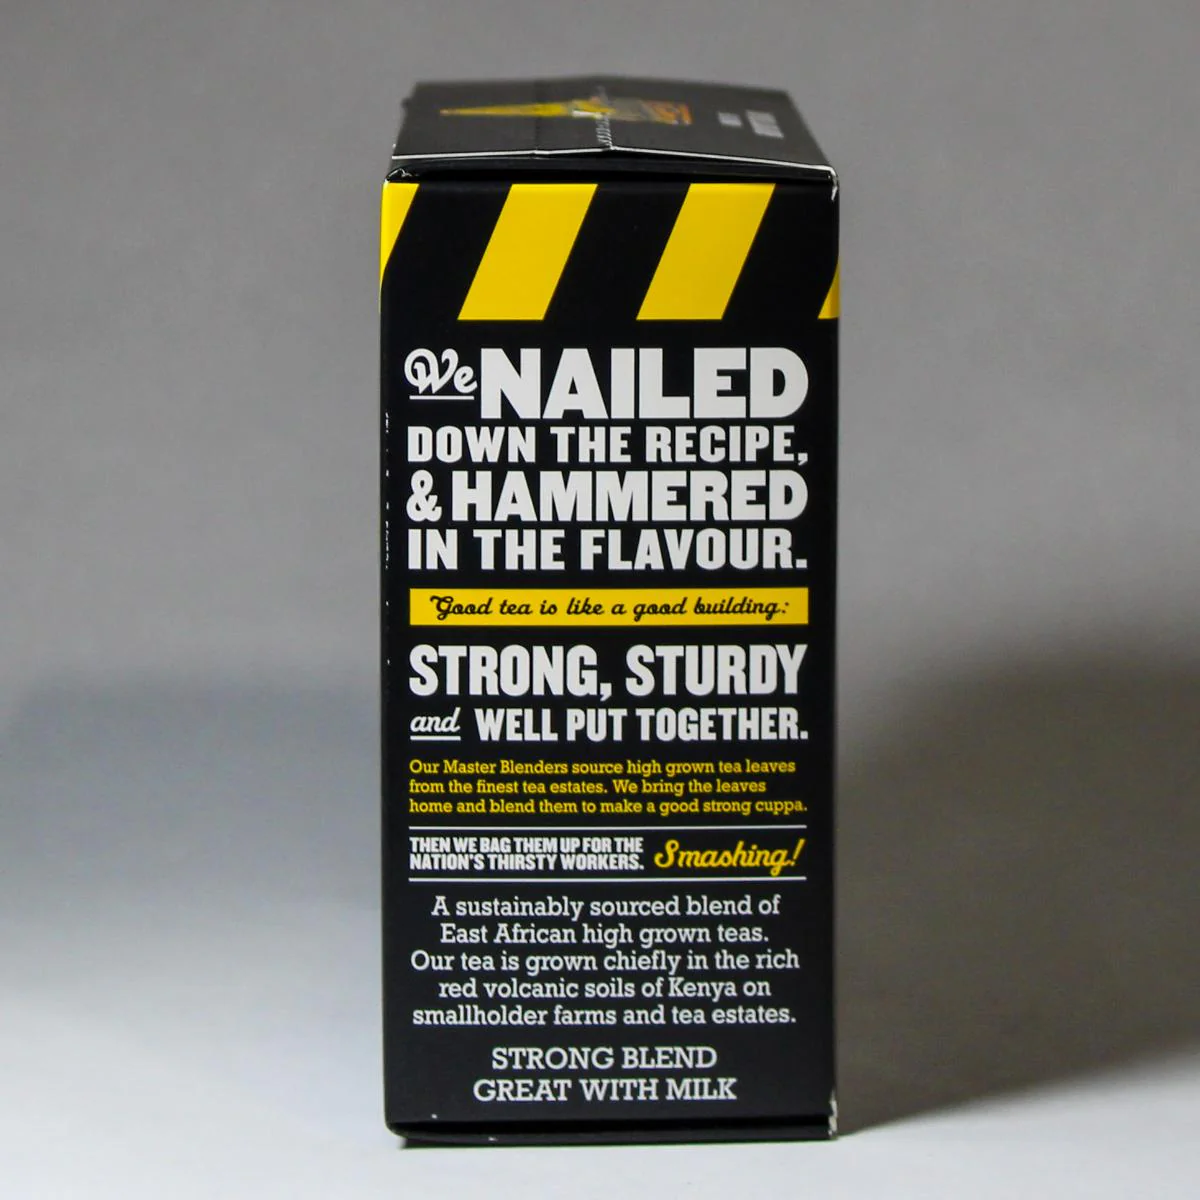 We NAILED
DOWN THE RECIPE,
& HAMMERED
IN THE FLAVOUR.
Good tea is like a good building:
STRONG, STURDY
and WELL PUT TOGETHER.
Our Master Blenders source high grown tea leaves
from the finest tea estates. We bring the leaves
home and blend them to make a good strong cuppa.
THEN WE BAG THEM UP FOR THE
NATION'S THIRSTY WORKERS. Smashing!
A sustainably sourced blend of
East African high grown teas.
Our tea is grown chiefly in the rich
red volcanic soils of Kenya on
smallholder farms and tea estates.
STRONG BLEND
GREAT WITH MILK